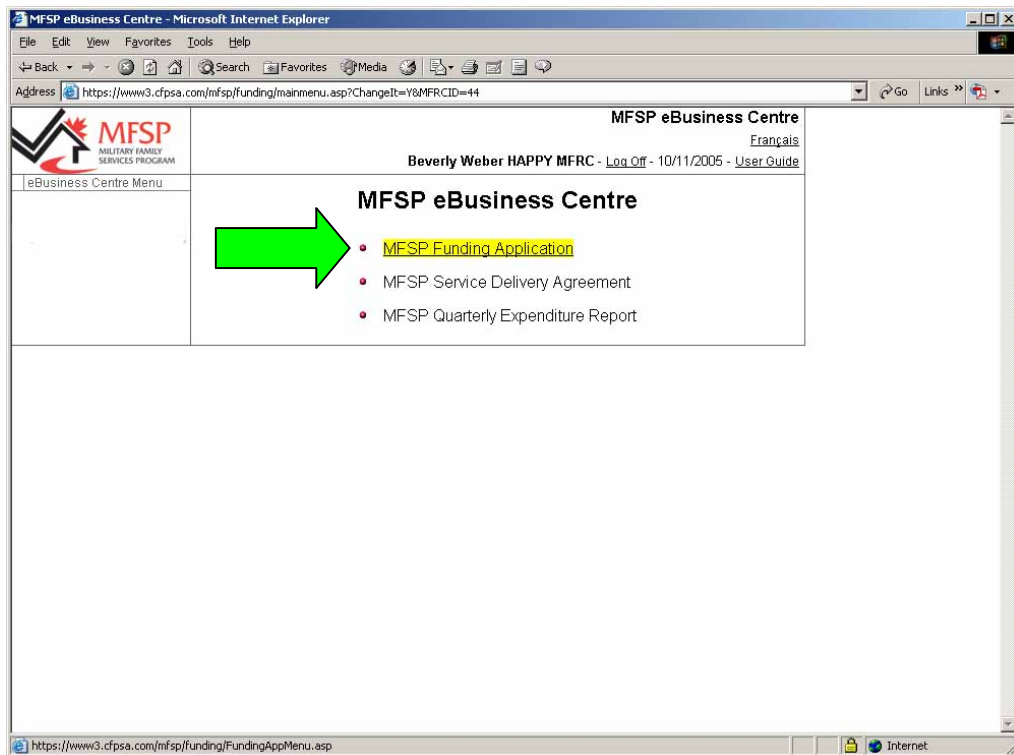 MFSP eBusiness Centre - Microsoft Internet Explorer
File Edit View Favorites Tools Help
Back Search Favorites Media
Address https://www3.cfpsa.com/mfsp/funding/mainmenu.asp?ChangeIt=Y&MFRCID=44 Go Links »
MFSP
MILITARY FAMILY
SERVICES PROGRAM
MFSP eBusiness Centre
Français
Beverly Weber HAPPY MFRC - Log Off - 10/11/2005 - User Guide
eBusiness Centre Menu
MFSP eBusiness Centre
MFSP Funding Application
MFSP Service Delivery Agreement
MFSP Quarterly Expenditure Report
https://www3.cfpsa.com/mfsp/funding/FundingAppMenu.asp Internet